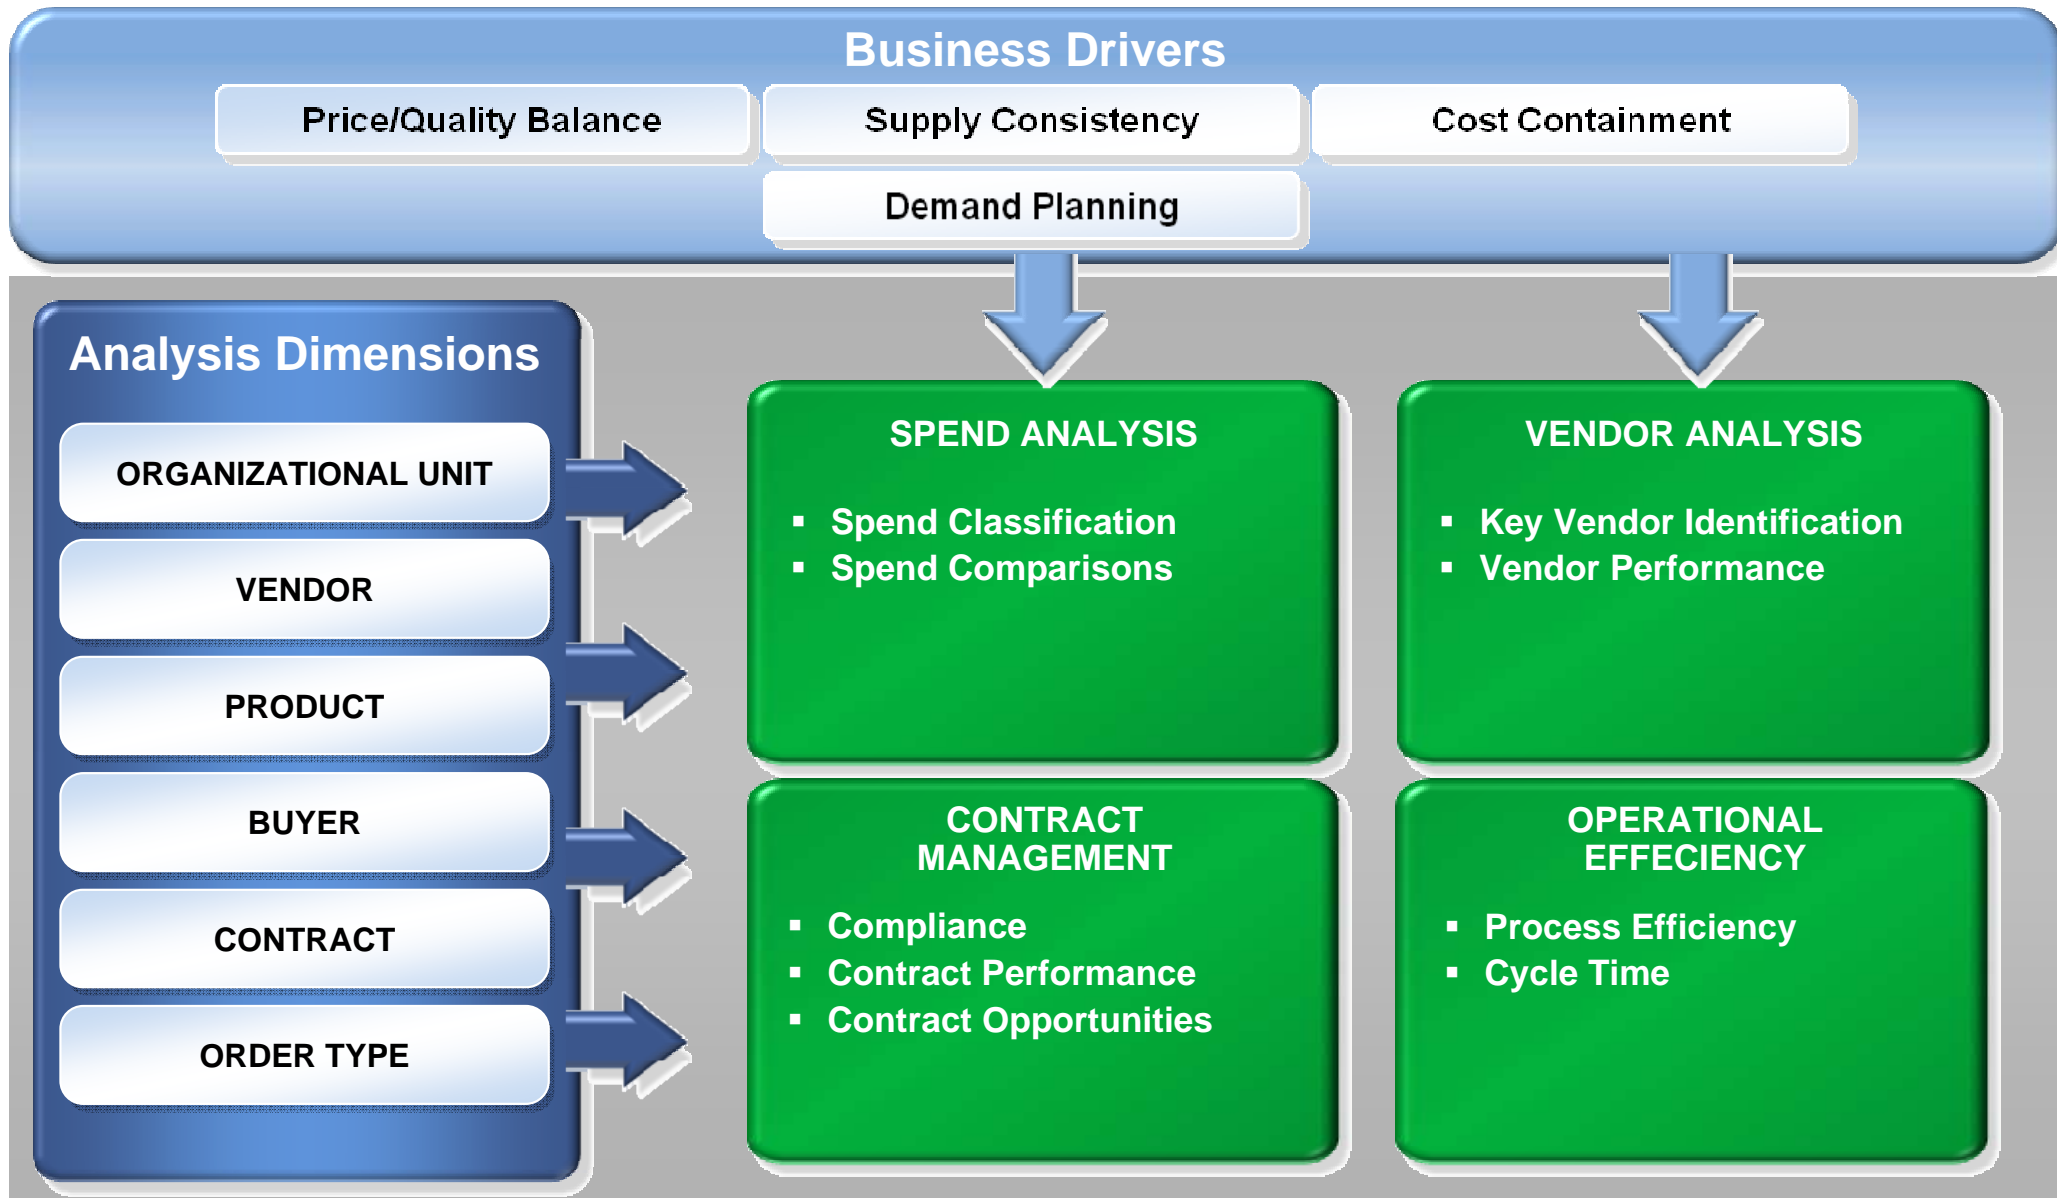 Business Drivers
Price/Quality Balance
Supply Consistency
Cost Containment
Demand Planning
Analysis Dimensions
ORGANIZATIONAL UNIT
VENDOR
PRODUCT
BUYER
CONTRACT
ORDER TYPE
SPEND ANALYSIS
▪ Spend Classification
▪ Spend Comparisons
VENDOR ANALYSIS
▪ Key Vendor Identification
▪ Vendor Performance
CONTRACT
MANAGEMENT
▪ Compliance
▪ Contract Performance
▪ Contract Opportunities
OPERATIONAL
EFFECIENCY
▪ Process Efficiency
▪ Cycle Time